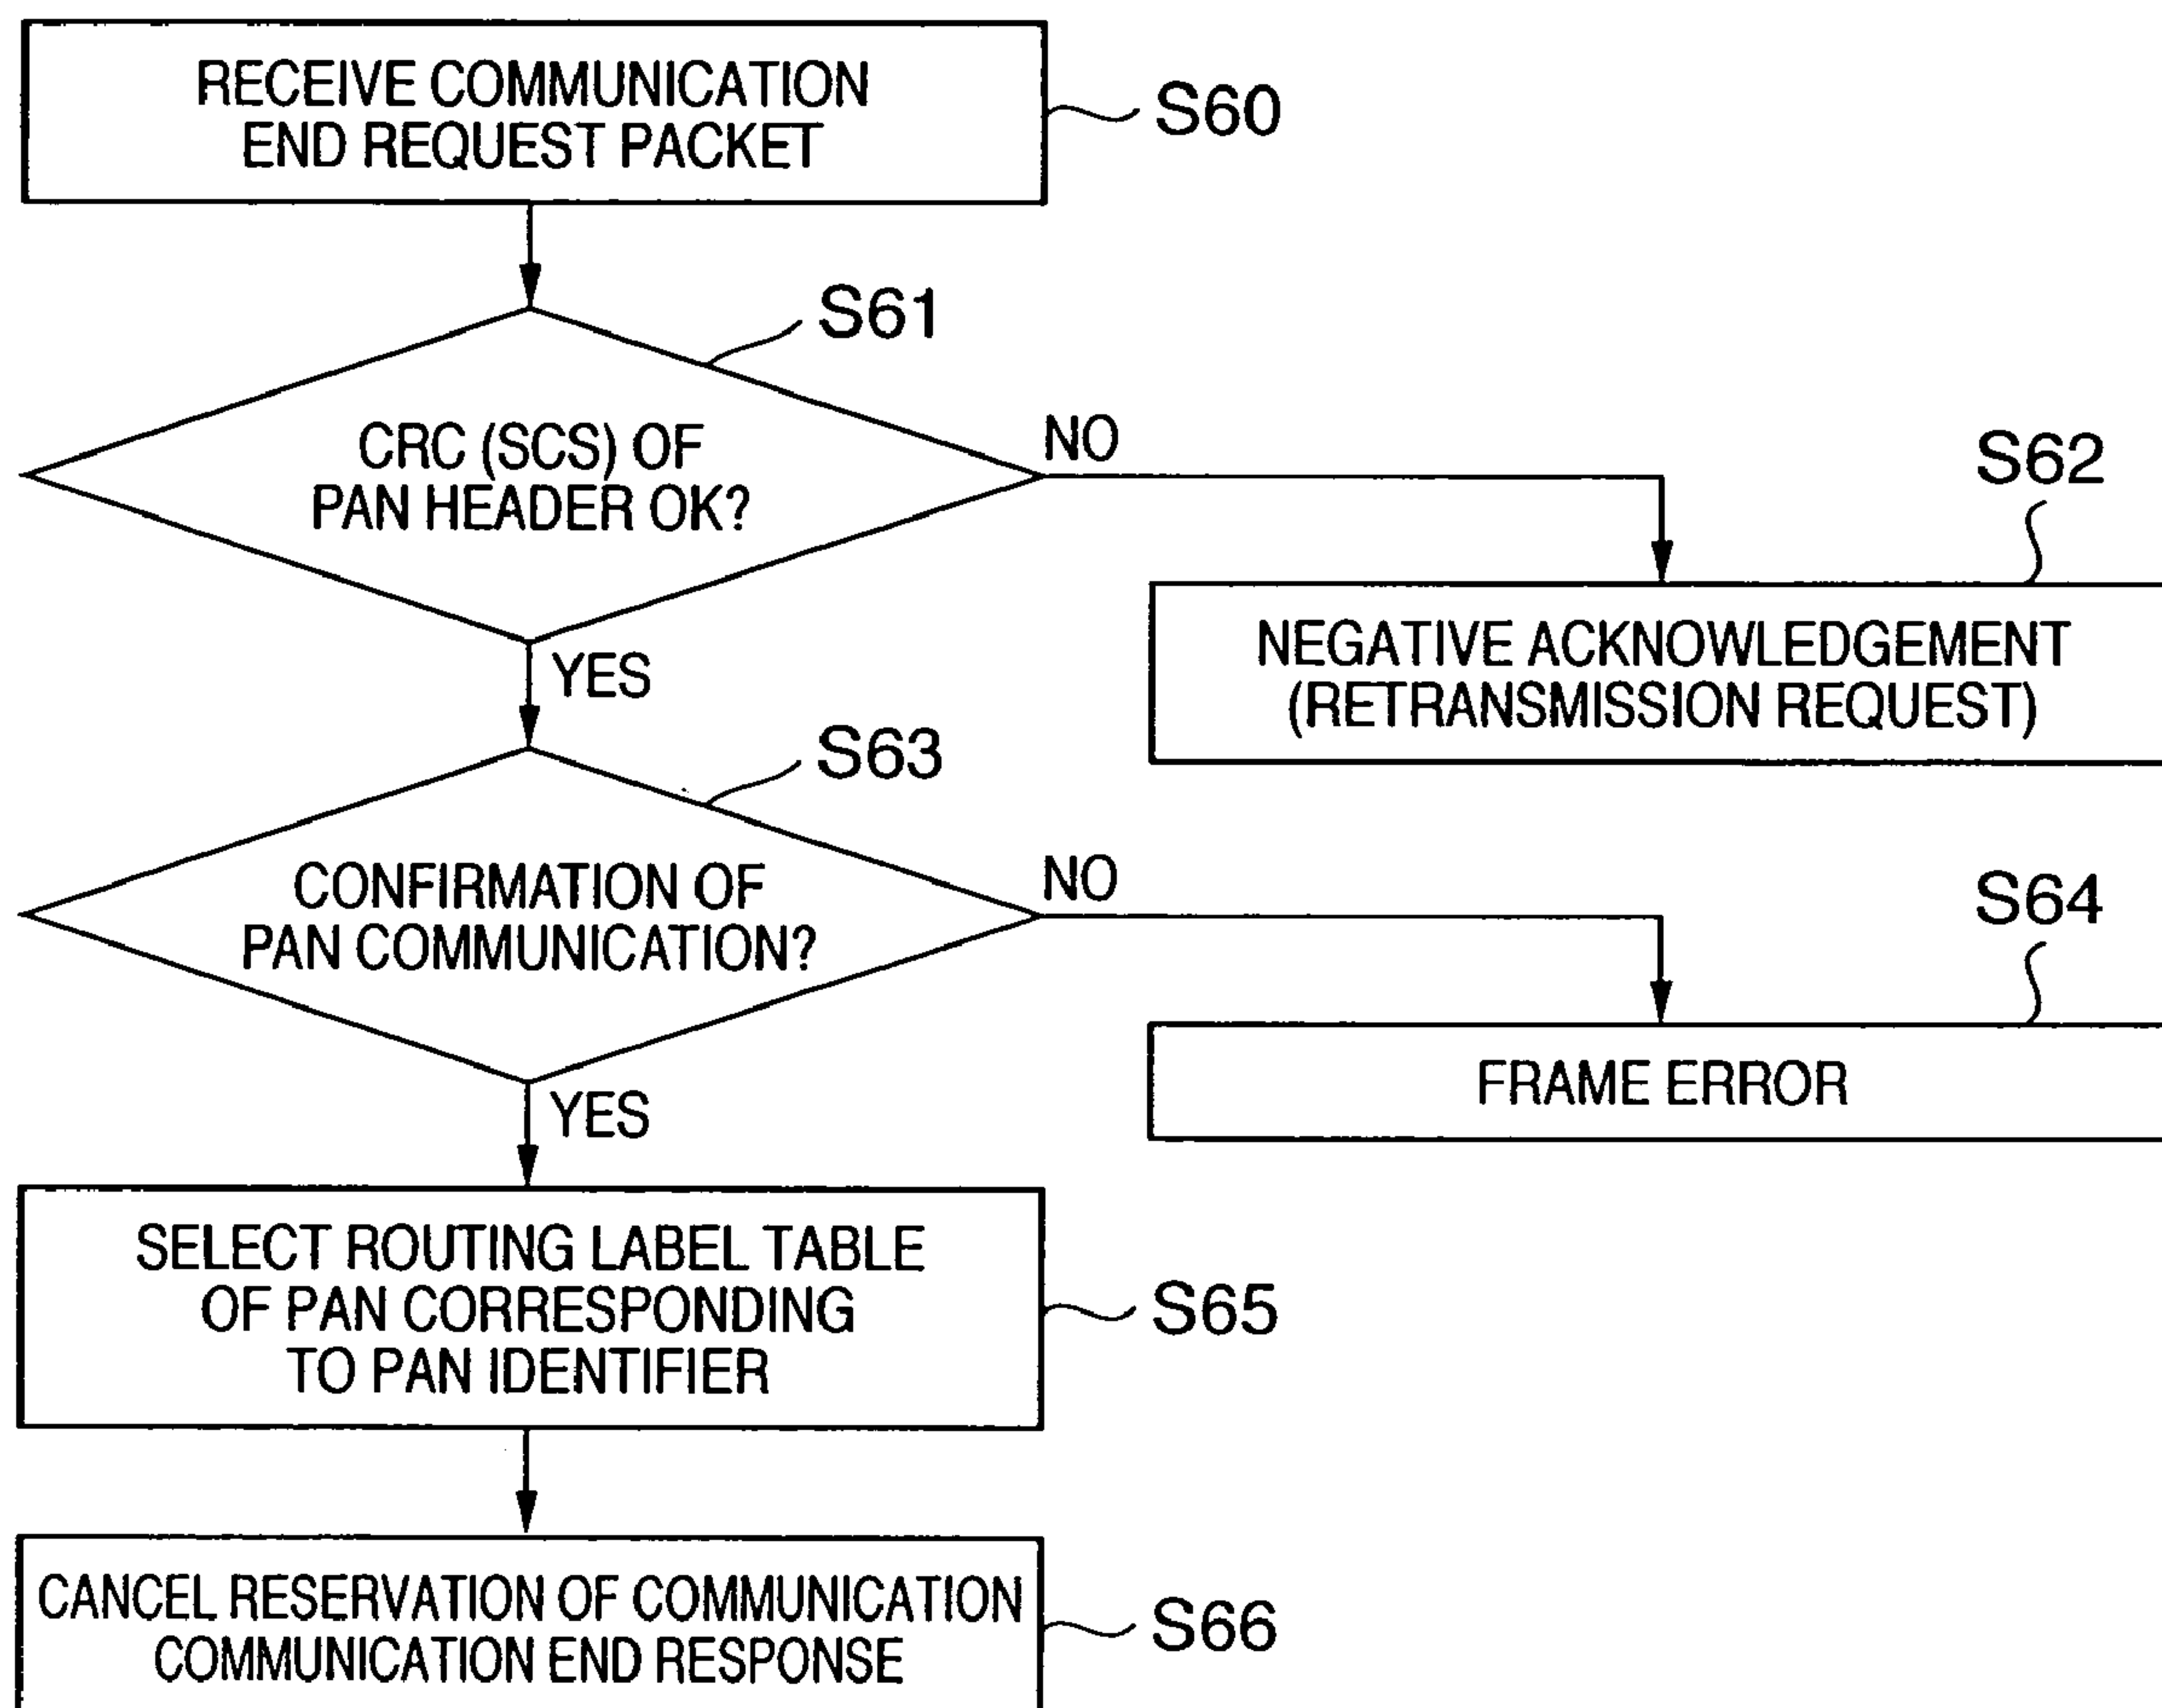 RECEIVE COMMUNICATION
END REQUEST PACKET
S60
S61
CRC (SCS) OF
PAN HEADER OK?
NO
S62
NEGATIVE ACKNOWLEDGEMENT
(RETRANSMISSION REQUEST)
YES
S63
CONFIRMATION OF
PAN COMMUNICATION?
NO
S64
FRAME ERROR
YES
SELECT ROUTING LABEL TABLE
OF PAN CORRESPONDING
TO PAN IDENTIFIER
S65
CANCEL RESERVATION OF COMMUNICATION
COMMUNICATION END RESPONSE
S66